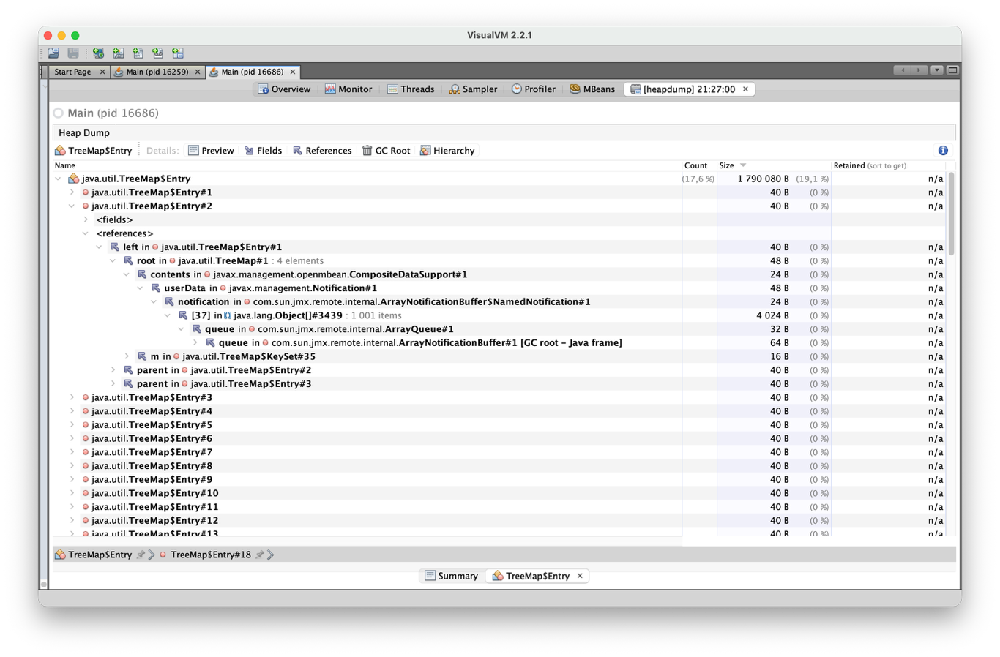 VisualVM 2.2.1
Start Page
Main (pid 16259)
Main (pid 16686)
Overview Monitor Threads Sampler Profiler MBeans [heapdump] 21:27:00
Main (pid 16686)
Heap Dump
TreeMap$Entry Details: Preview Fields References GC Root Hierarchy
Name Count Size Retained (sort to get)
java.util.TreeMap$Entry (17,6 %) 1 790 080 B (19,1 %) n/a
java.util.TreeMap$Entry#1 40 B (0 %) n/a
java.util.TreeMap$Entry#2 40 B (0 %) n/a
<fields>
<references>
left in java.util.TreeMap$Entry#1 40 B (0 %) n/a
root in java.util.TreeMap#1 : 4 elements 48 B (0 %) n/a
contents in javax.management.openmbean.CompositeDataSupport#1 24 B (0 %) n/a
userData in javax.management.Notification#1 48 B (0 %) n/a
notification in com.sun.jmx.remote.internal.ArrayNotificationBuffer$NamedNotification#1 24 B (0 %) n/a
[37] in java.lang.Object[]#3439 : 1 001 items 4 024 B (0 %) n/a
queue in com.sun.jmx.remote.internal.ArrayQueue#1 32 B (0 %) n/a
queue in com.sun.jmx.remote.internal.ArrayNotificationBuffer#1 [GC root - Java frame] 64 B (0 %) n/a
m in java.util.TreeMap$KeySet#35 16 B (0 %) n/a
parent in java.util.TreeMap$Entry#2 40 B (0 %) n/a
parent in java.util.TreeMap$Entry#3 40 B (0 %) n/a
java.util.TreeMap$Entry#3 40 B (0 %) n/a
java.util.TreeMap$Entry#4 40 B (0 %) n/a
java.util.TreeMap$Entry#5 40 B (0 %) n/a
java.util.TreeMap$Entry#6 40 B (0 %) n/a
java.util.TreeMap$Entry#7 40 B (0 %) n/a
java.util.TreeMap$Entry#8 40 B (0 %) n/a
java.util.TreeMap$Entry#9 40 B (0 %) n/a
java.util.TreeMap$Entry#10 40 B (0 %) n/a
java.util.TreeMap$Entry#11 40 B (0 %) n/a
java.util.TreeMap$Entry#12 40 B (0 %) n/a
java.util.TreeMap$Entry#13 40 B (0 %) n/a
TreeMap$Entry TreeMap$Entry#18
Summary TreeMap$Entry